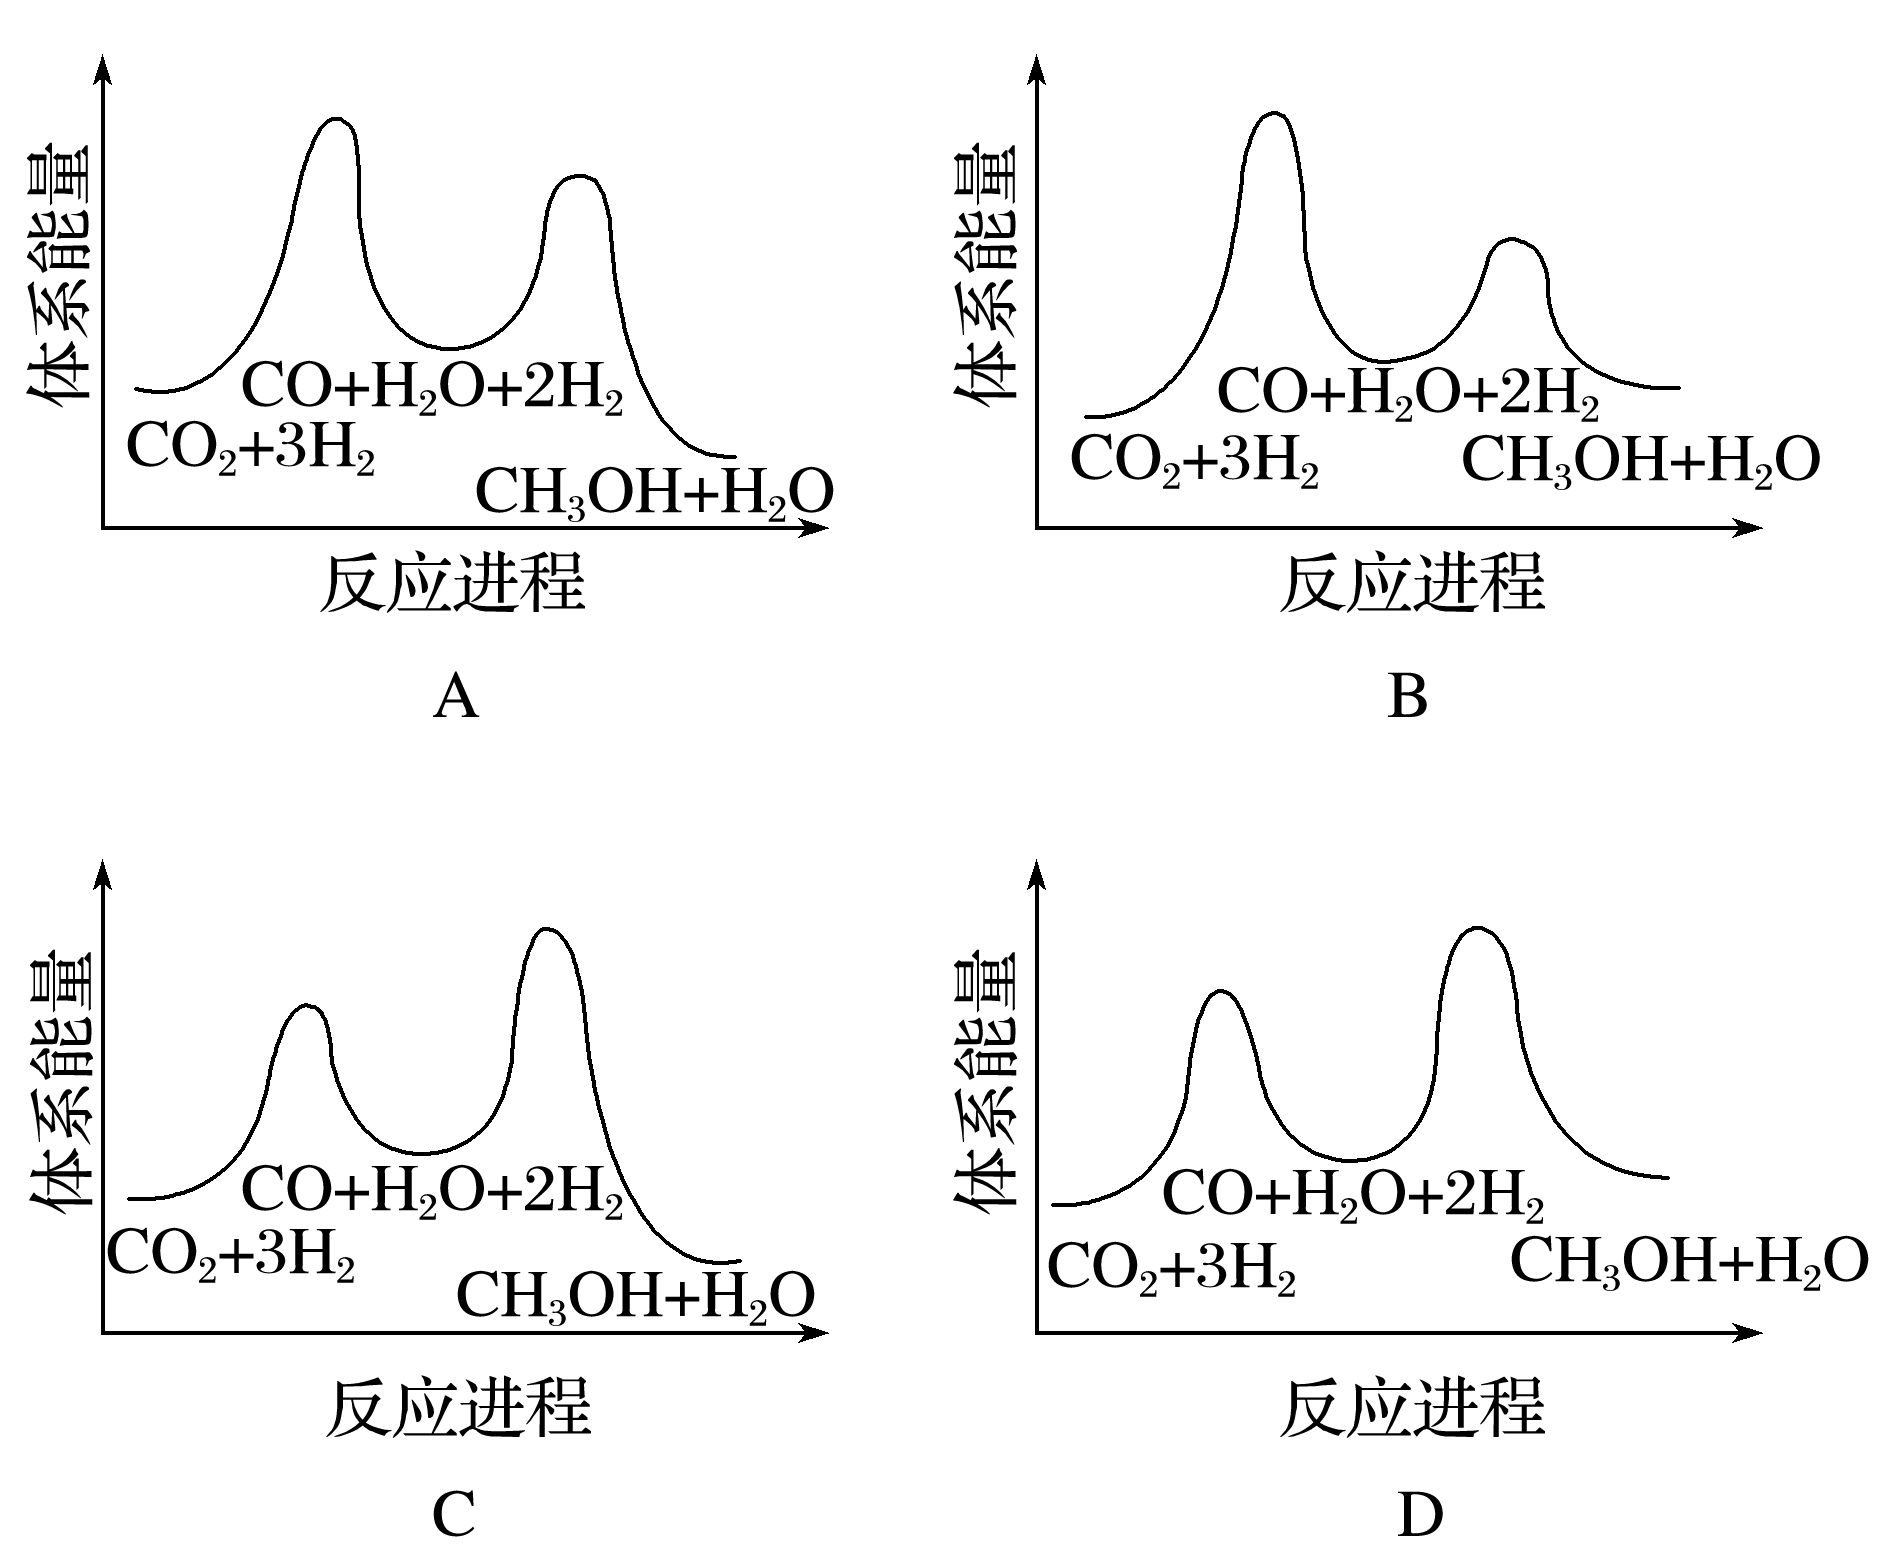 体系能量
CO+H₂O+2H₂
CO₂+3H₂
CH₃OH+H₂O
反应进程
A
体系能量
CO+H₂O+2H₂
CO₂+3H₂
CH₃OH+H₂O
反应进程
B
体系能量
CO+H₂O+2H₂
CO₂+3H₂
CH₃OH+H₂O
反应进程
C
体系能量
CO+H₂O+2H₂
CO₂+3H₂
CH₃OH+H₂O
反应进程
D